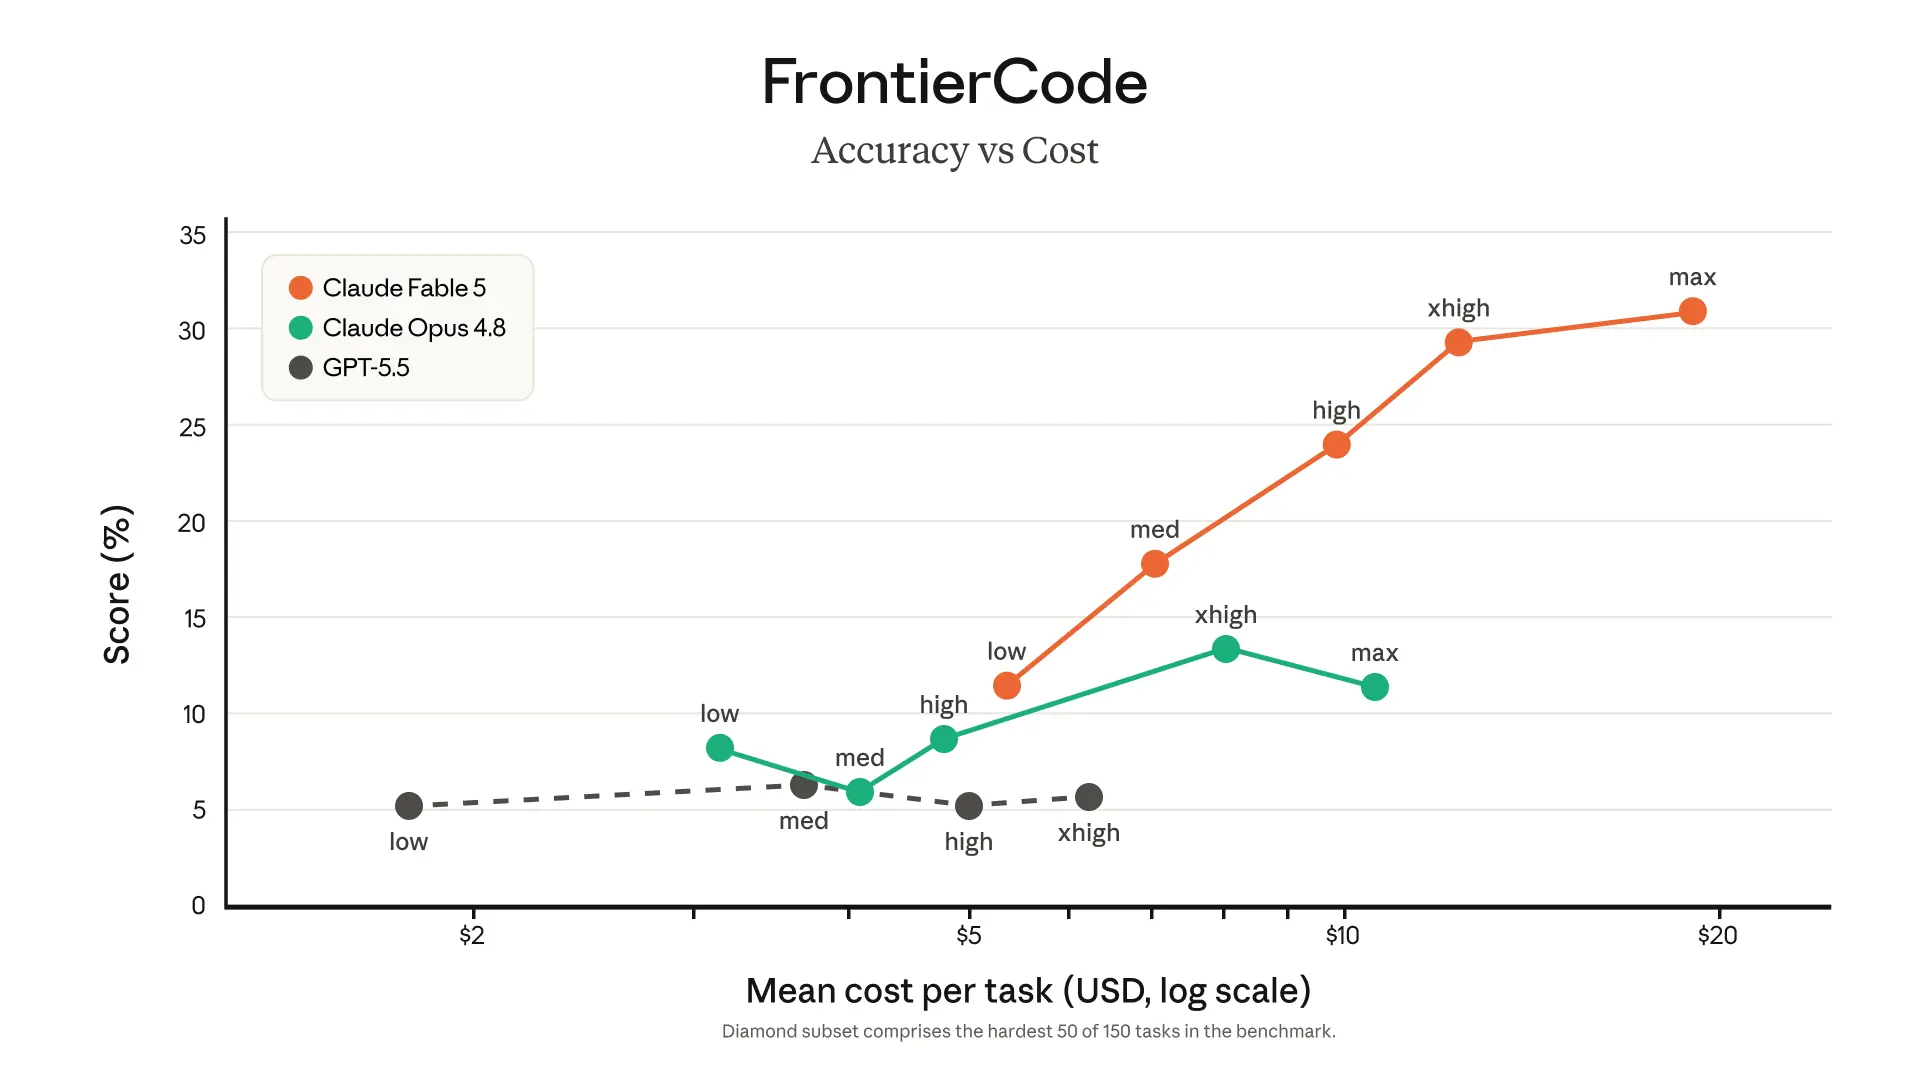 FrontierCode
Accuracy vs Cost
35
30
25
20
15
10
5
0
Score (%)
Claude Fable 5
Claude Opus 4.8
GPT-5.5
max
xhigh
high
med
low
xhigh
max
high
low
med
low
med
high
xhigh
$2
$5
$10
$20
Mean cost per task (USD, log scale)
Diamond subset comprises the hardest 50 of 150 tasks in the benchmark.